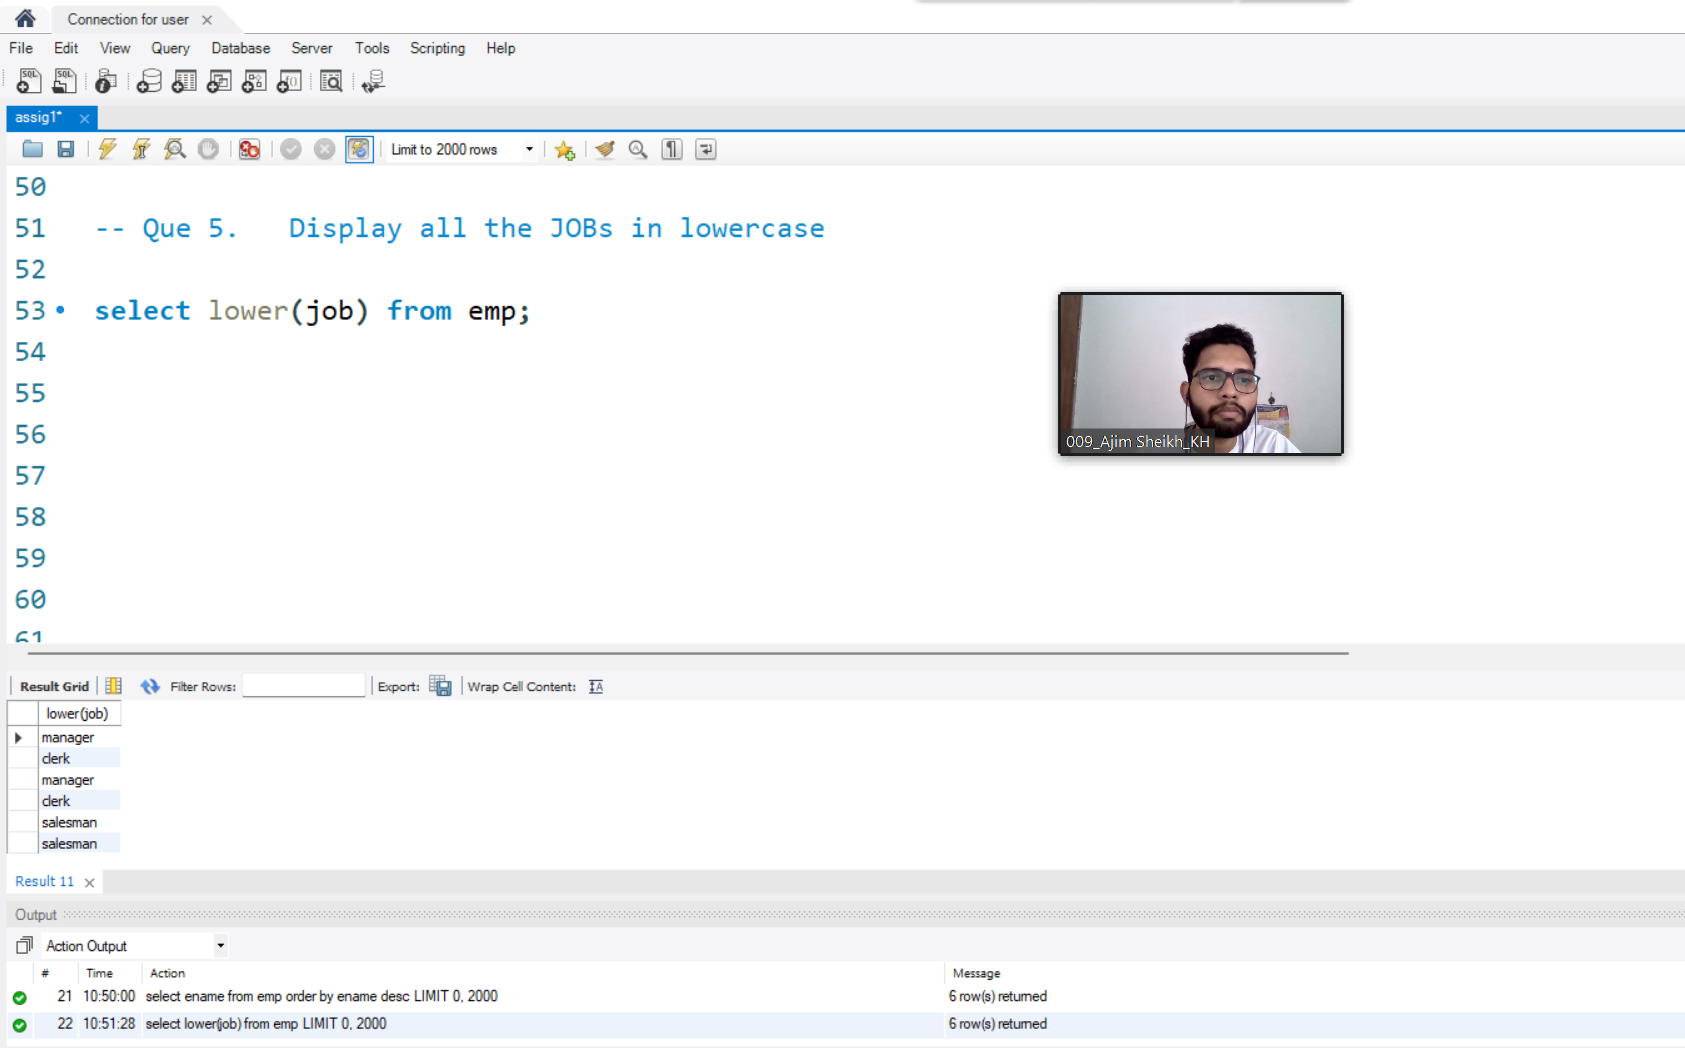 Connection for user
File Edit View Query Database Server Tools Scripting Help
assig1*
Limit to 2000 rows
50
51 -- Que 5. Display all the JOBs in lowercase
52
53 select lower(job) from emp;
54
55
56
57
58
59
60
61
009_Ajim Sheikh_KH
Result Grid Filter Rows: Export: Wrap Cell Content:
lower(job)
manager
clerk
manager
clerk
salesman
salesman
Result 11
Output
Action Output
# Time Action Message
21 10:50:00 select ename from emp order by ename desc LIMIT 0, 2000 6 row(s) returned
22 10:51:28 select lower(job) from emp LIMIT 0, 2000 6 row(s) returned